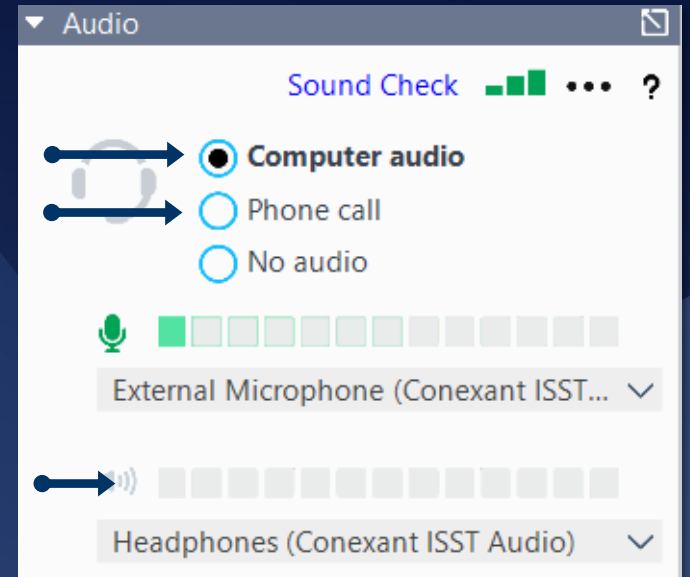 Audio
Sound Check ?
Computer audio
Phone call
No audio
External Microphone (Conexant ISST...
Headphones (Conexant ISST Audio)